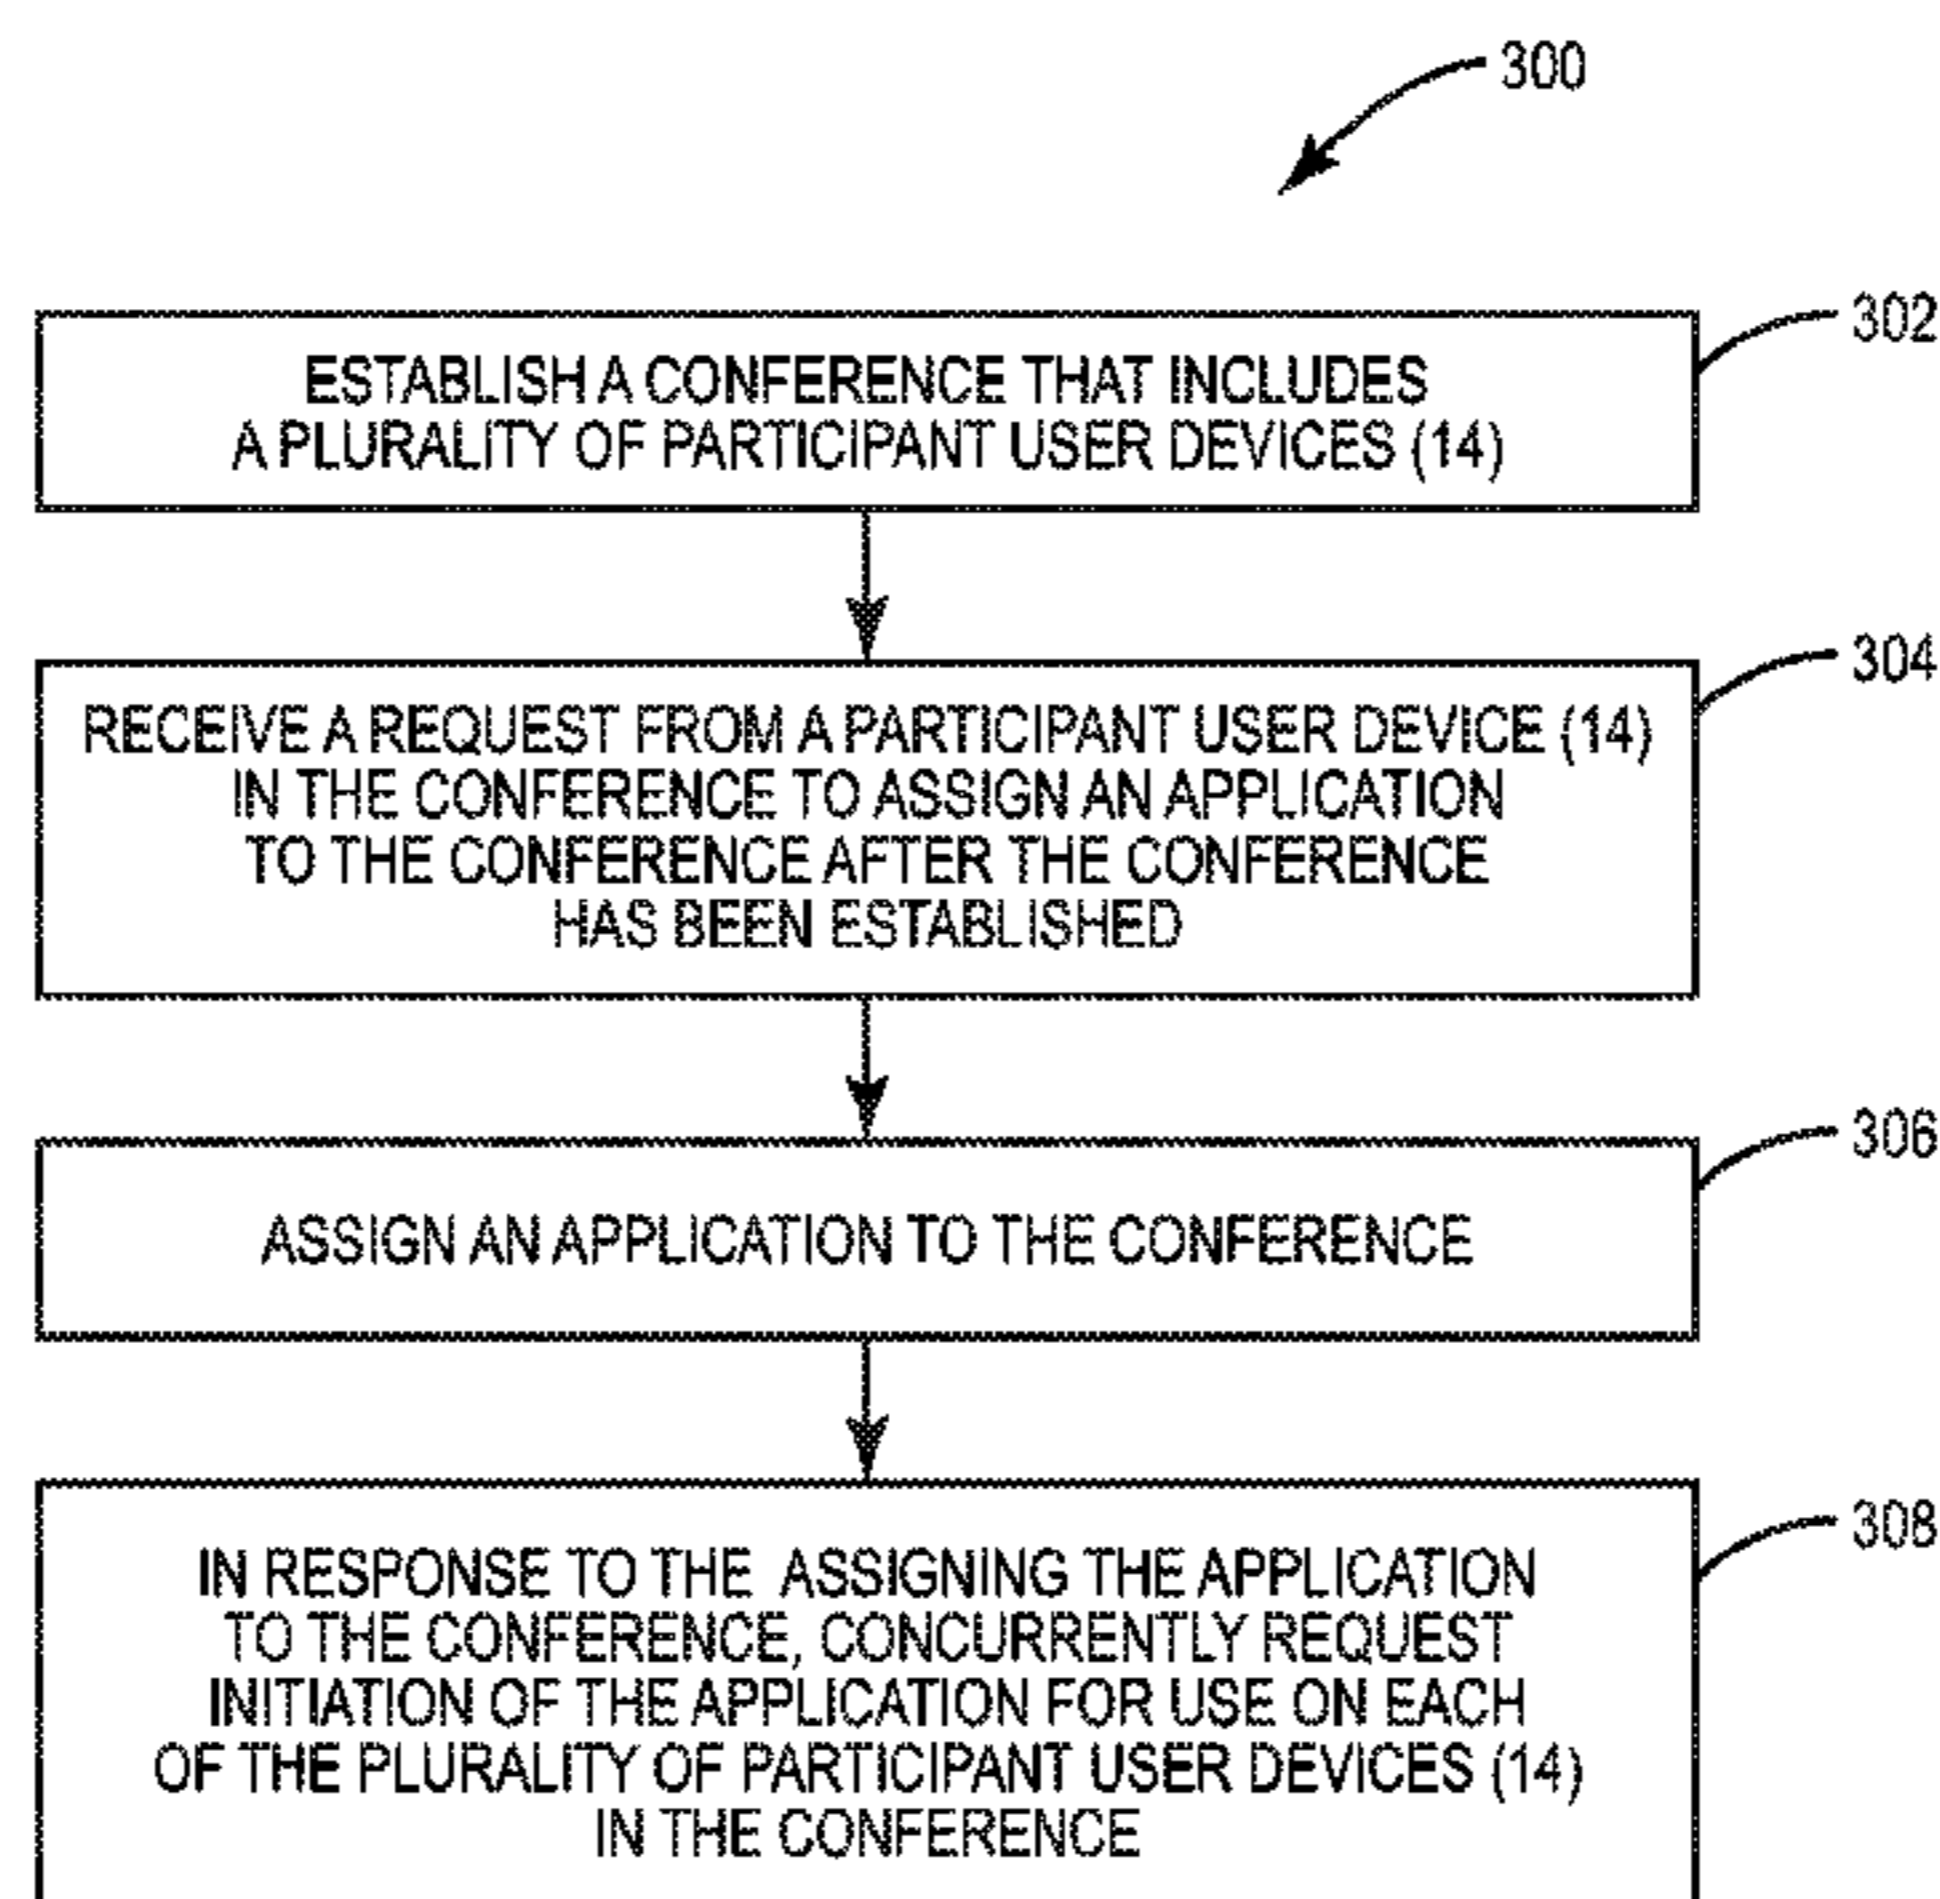 300
302
ESTABLISH A CONFERENCE THAT INCLUDES
A PLURALITY OF PARTICIPANT USER DEVICES (14)
304
RECEIVE A REQUEST FROM A PARTICIPANT USER DEVICE (14)
IN THE CONFERENCE TO ASSIGN AN APPLICATION
TO THE CONFERENCE AFTER THE CONFERENCE
HAS BEEN ESTABLISHED
306
ASSIGN AN APPLICATION TO THE CONFERENCE
308
IN RESPONSE TO THE ASSIGNING THE APPLICATION
TO THE CONFERENCE, CONCURRENTLY REQUEST
INITIATION OF THE APPLICATION FOR USE ON EACH
OF THE PLURALITY OF PARTICIPANT USER DEVICES (14)
IN THE CONFERENCE